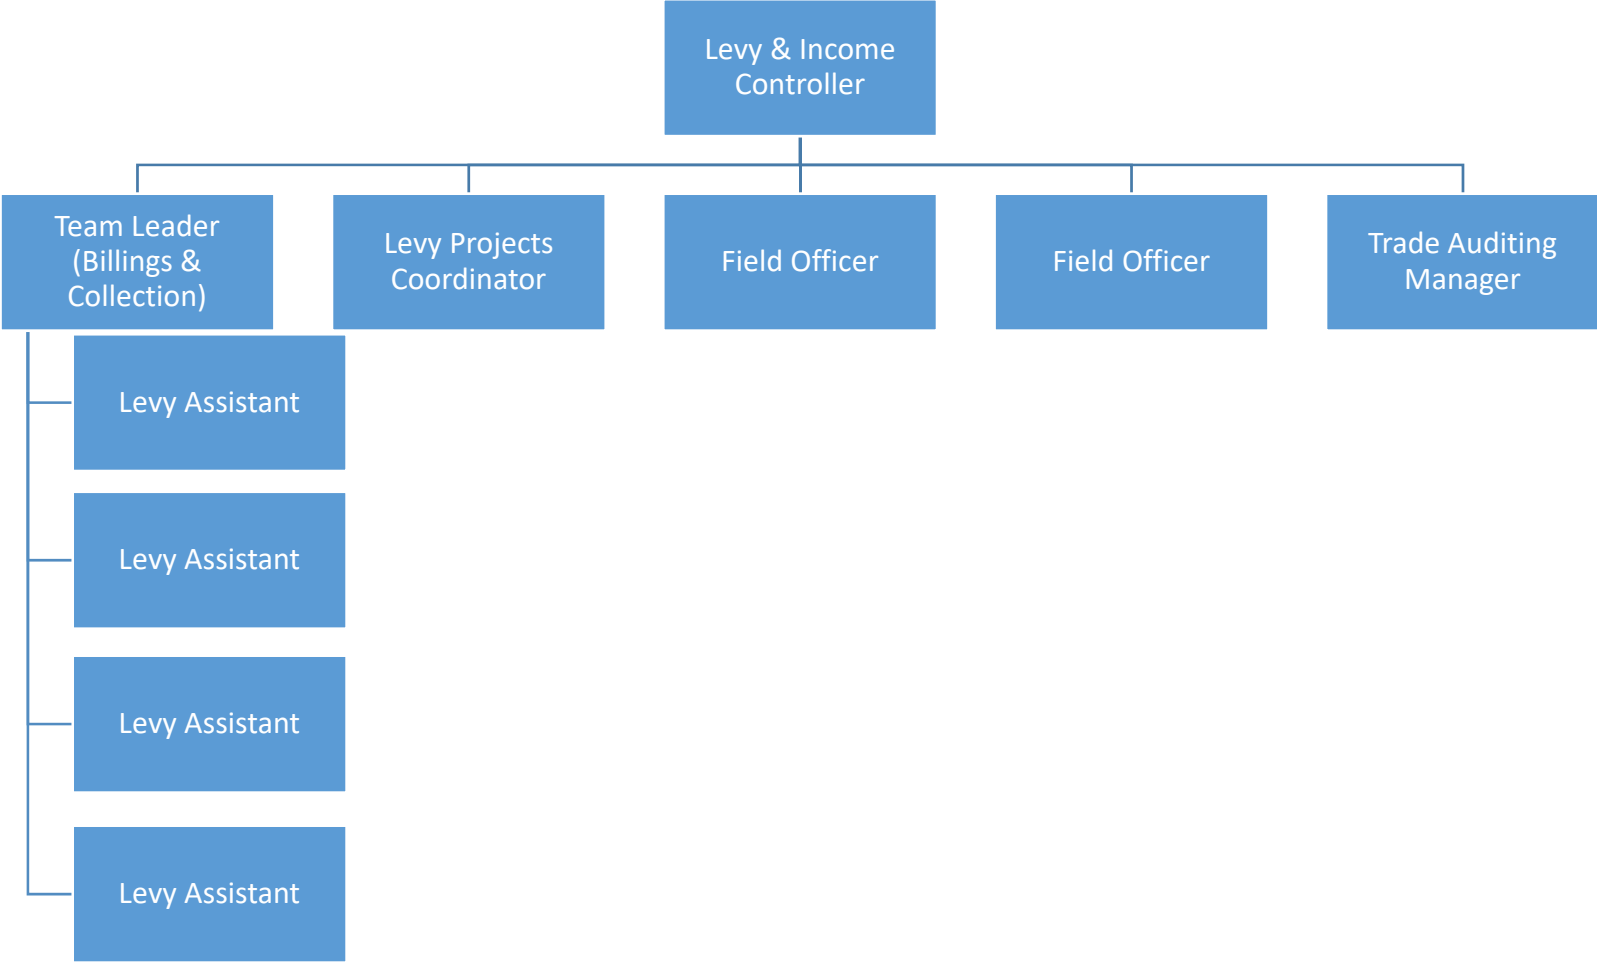 Levy & Income
Controller
Team Leader
(Billings &
Collection)
Levy Projects
Coordinator
Field Officer
Field Officer
Trade Auditing
Manager
Levy Assistant
Levy Assistant
Levy Assistant
Levy Assistant